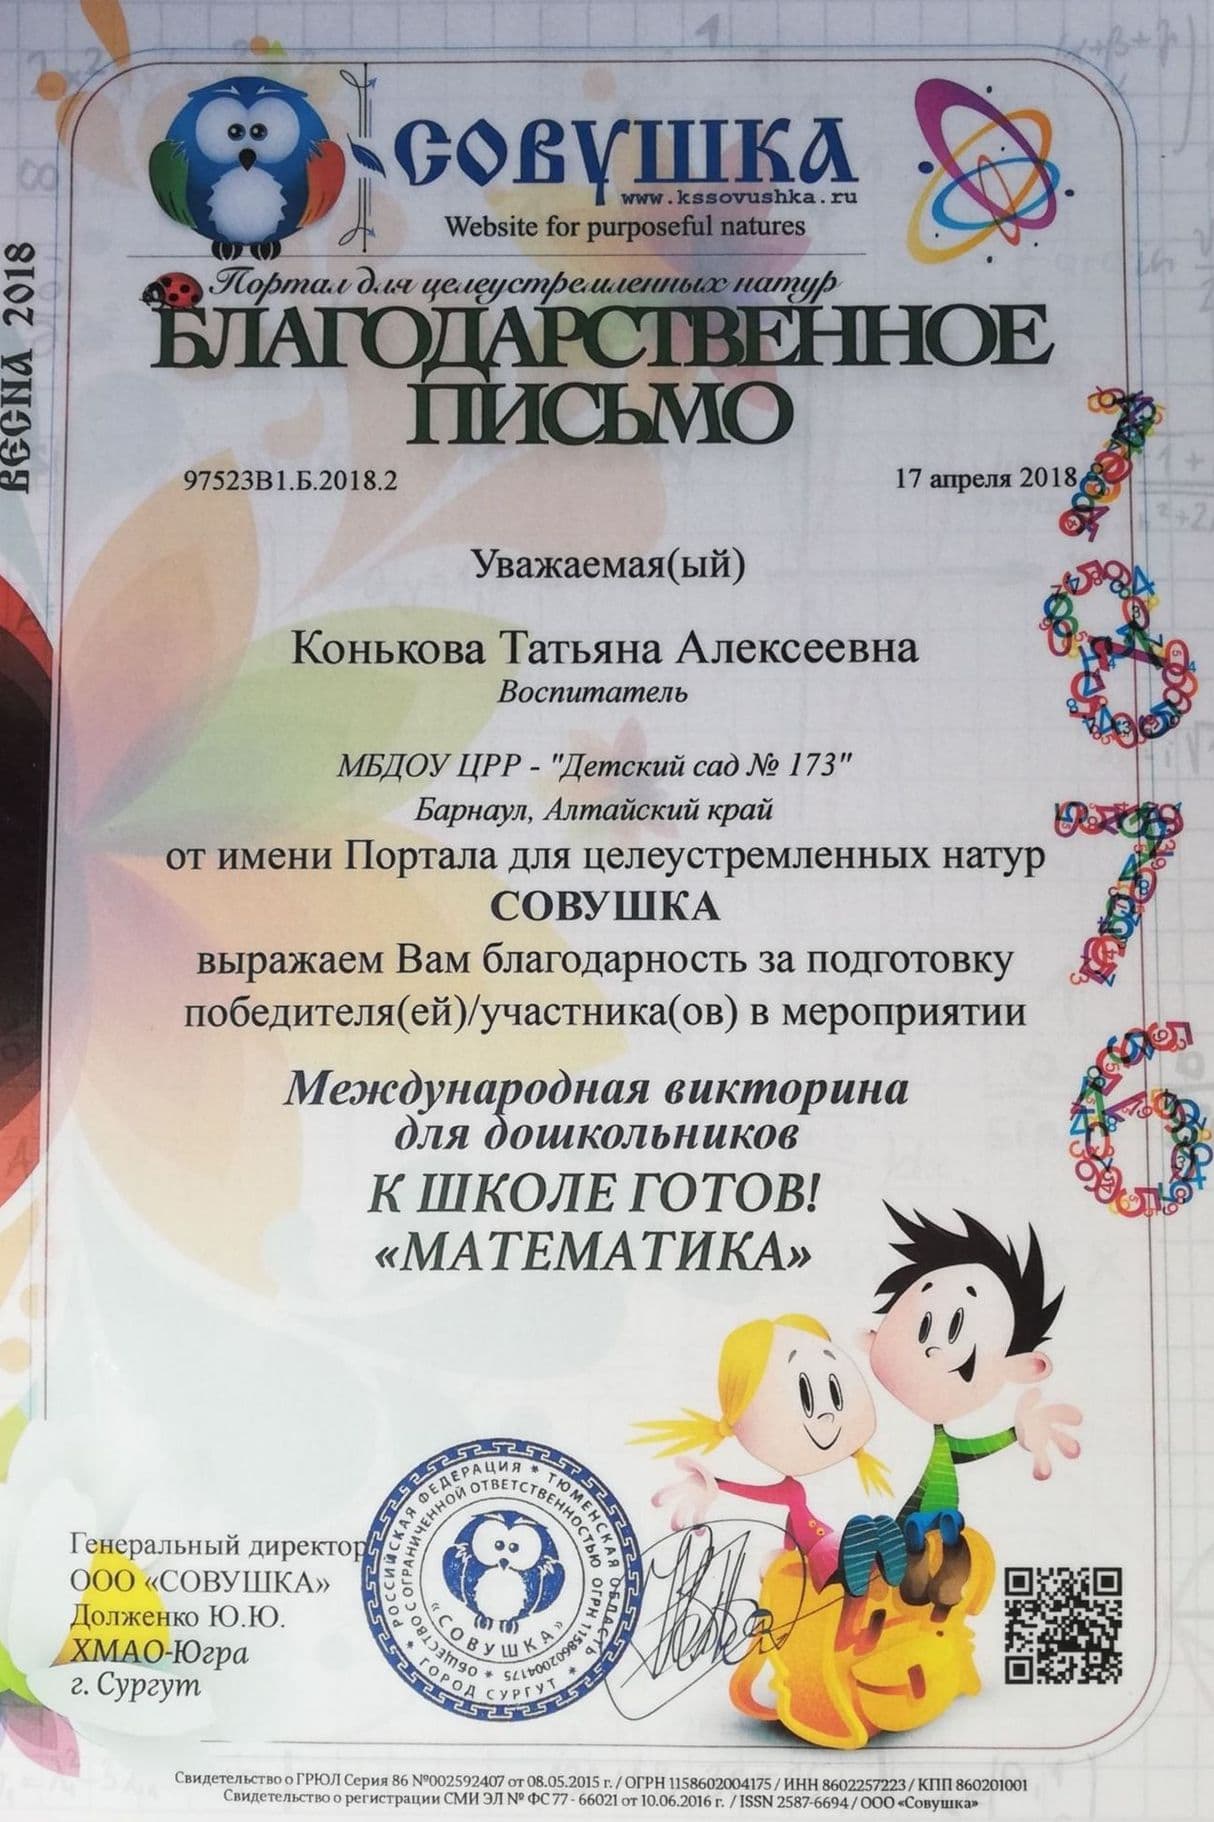 СОВУШКА
www.kssovushka.ru
Website for purposeful natures
Портал для целеустремленных натур
БЛАГОДАРСТВЕННОЕ
ПИСЬМО
ВЕСНА 2018
97523В1.Б.2018.2
17 апреля 2018
Уважаемая(ый)
Конькова Татьяна Алексеевна
Воспитатель
МБДОУ ЦРР - "Детский сад № 173"
Барнаул, Алтайский край
от имени Портала для целеустремленных натур
СОВУШКА
выражаем Вам благодарность за подготовку
победителя(ей)/участника(ов) в мероприятии
Международная викторина
для дошкольников
К ШКОЛЕ ГОТОВ!
«МАТЕМАТИКА»
Генеральный директор
ООО «СОВУШКА»
Долженко Ю.Ю.
ХМАО-Югра
г. Сургут
РОССИЙСКАЯ ФЕДЕРАЦИЯ * ТЮМЕНСКАЯ ОБЛАСТЬ * ГОРОД СУРГУТ *
ОБЩЕСТВО С ОГРАНИЧЕННОЙ ОТВЕТСТВЕННОСТЬЮ ОГРН 1158602004175 *
«СОВУШКА»
Свидетельство о ГРЮЛ Серия 86 №002592407 от 08.05.2015 г. / ОГРН 1158602004175 / ИНН 8602257223 / КПП 860201001
Свидетельство о регистрации СМИ ЭЛ № ФС 77 - 66021 от 10.06.2016 г. / ISSN 2587-6694 / ООО «Совушка»